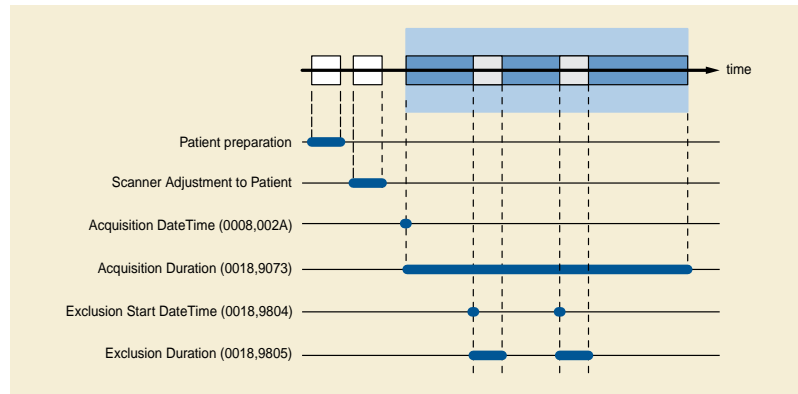 time
Patient preparation
Scanner Adjustment to Patient
Acquisition DateTime (0008,002A)
Acquisition Duration (0018,9073)
Exclusion Start DateTime (0018,9804)
Exclusion Duration (0018,9805)